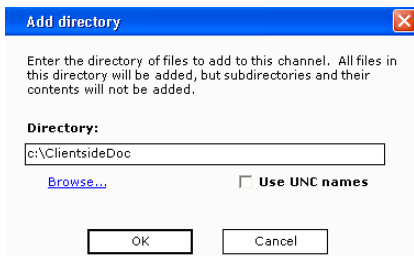 Add directory
Enter the directory of files to add to this channel. All files in
this directory will be added, but subdirectories and their
contents will not be added.
Directory:
c:\ClientsideDoc
Browse... Use UNC names
OK Cancel